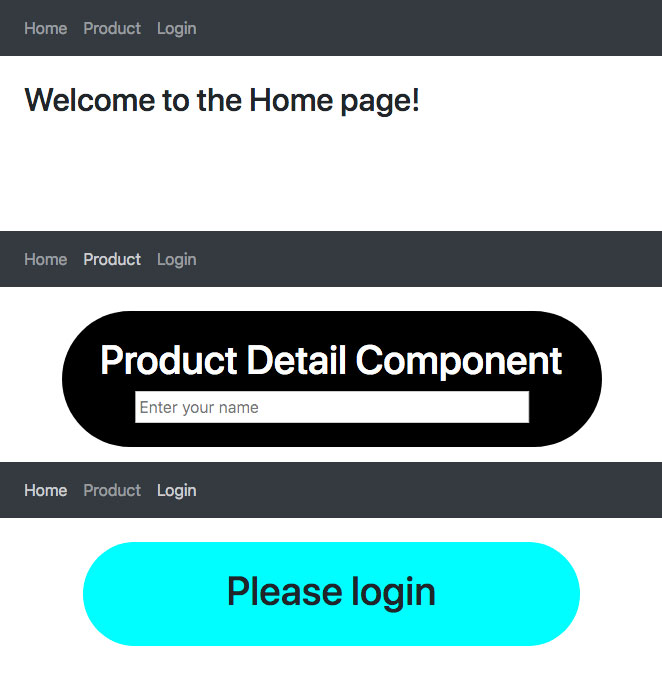 Home Product Login
Welcome to the Home page!
Home Product Login
Product Detail Component
Enter your name
Home Product Login
Please login